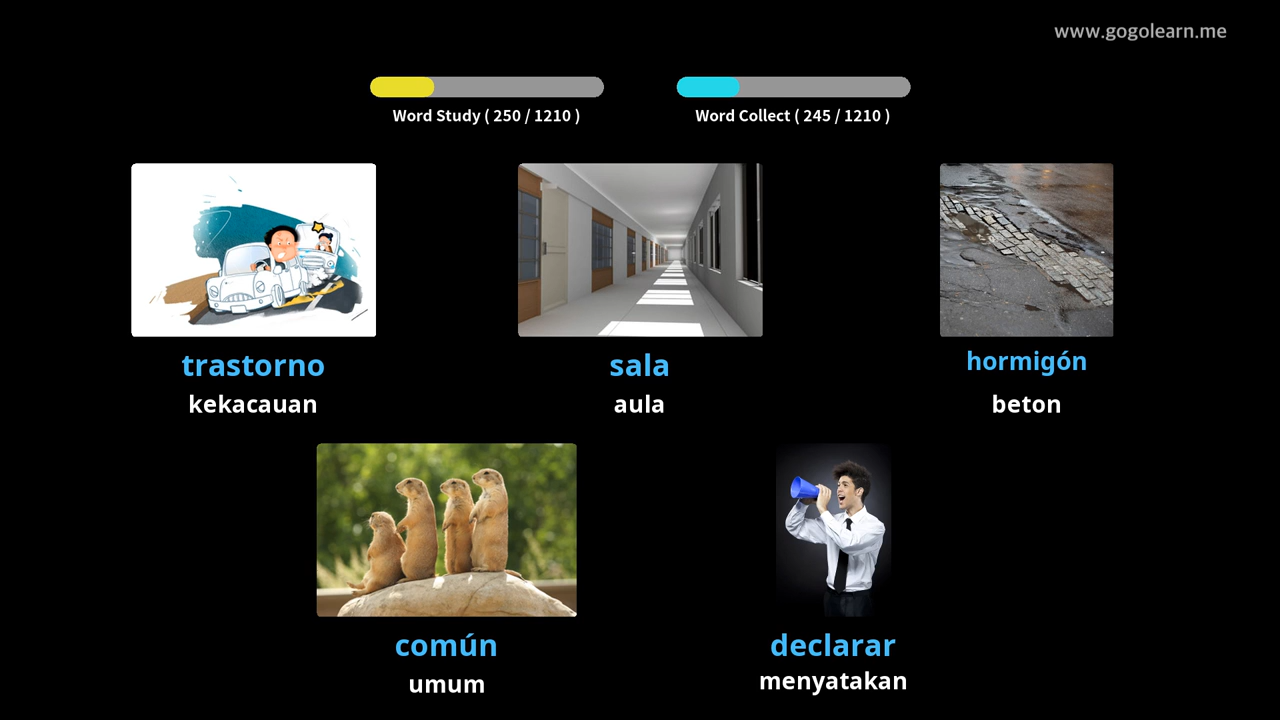 www.gogolearn.me
Word Study ( 250 / 1210 )
Word Collect ( 245 / 1210 )
trastorno
kekacauan
sala
aula
hormigón
beton
común
umum
declarar
menyatakan